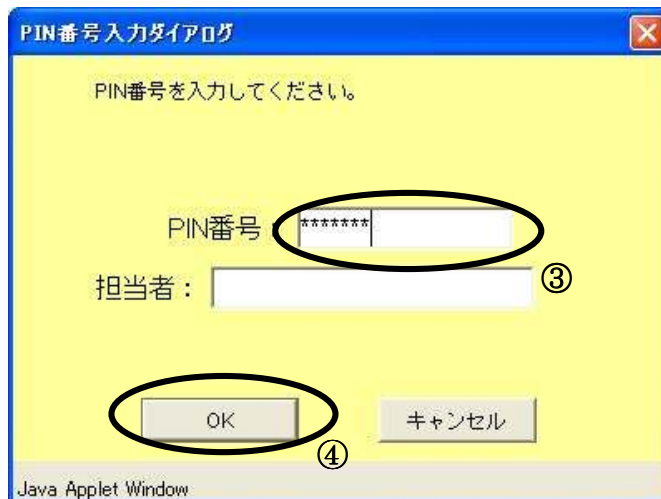 PIN番号入力ダイアログ
PIN番号を入力してください。
PIN番号： *******
担当者：
③
OK キャンセル
④
Java Applet Window